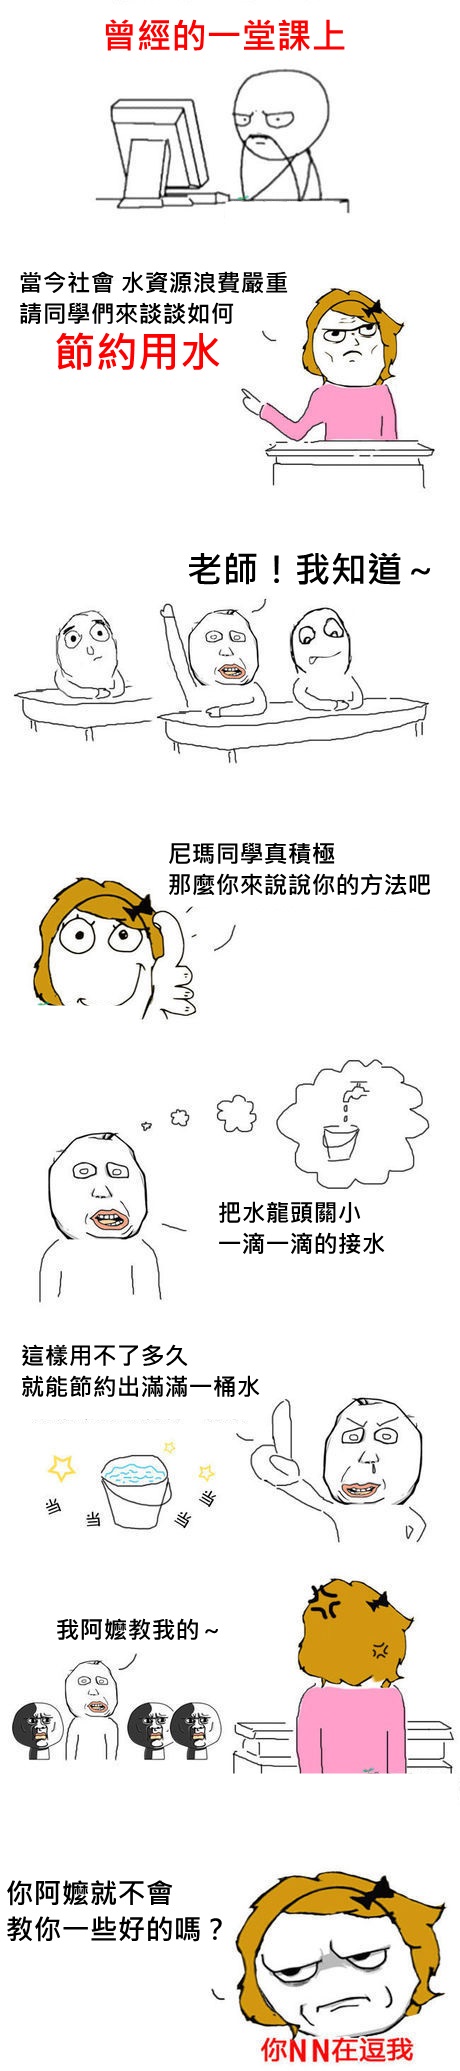 曾經的一堂課上
當今社會 水資源浪費嚴重
請同學們來談談如何
節約用水
老師！我知道～
尼瑪同學真積極
那麼你來說說你的方法吧
把水龍頭關小
一滴一滴的接水
這樣用不了多久
就能節約出滿滿一桶水
当
当
当
当
我阿嬤教我的～
你阿嬤就不會
教你一些好的嗎？
你NN在逗我